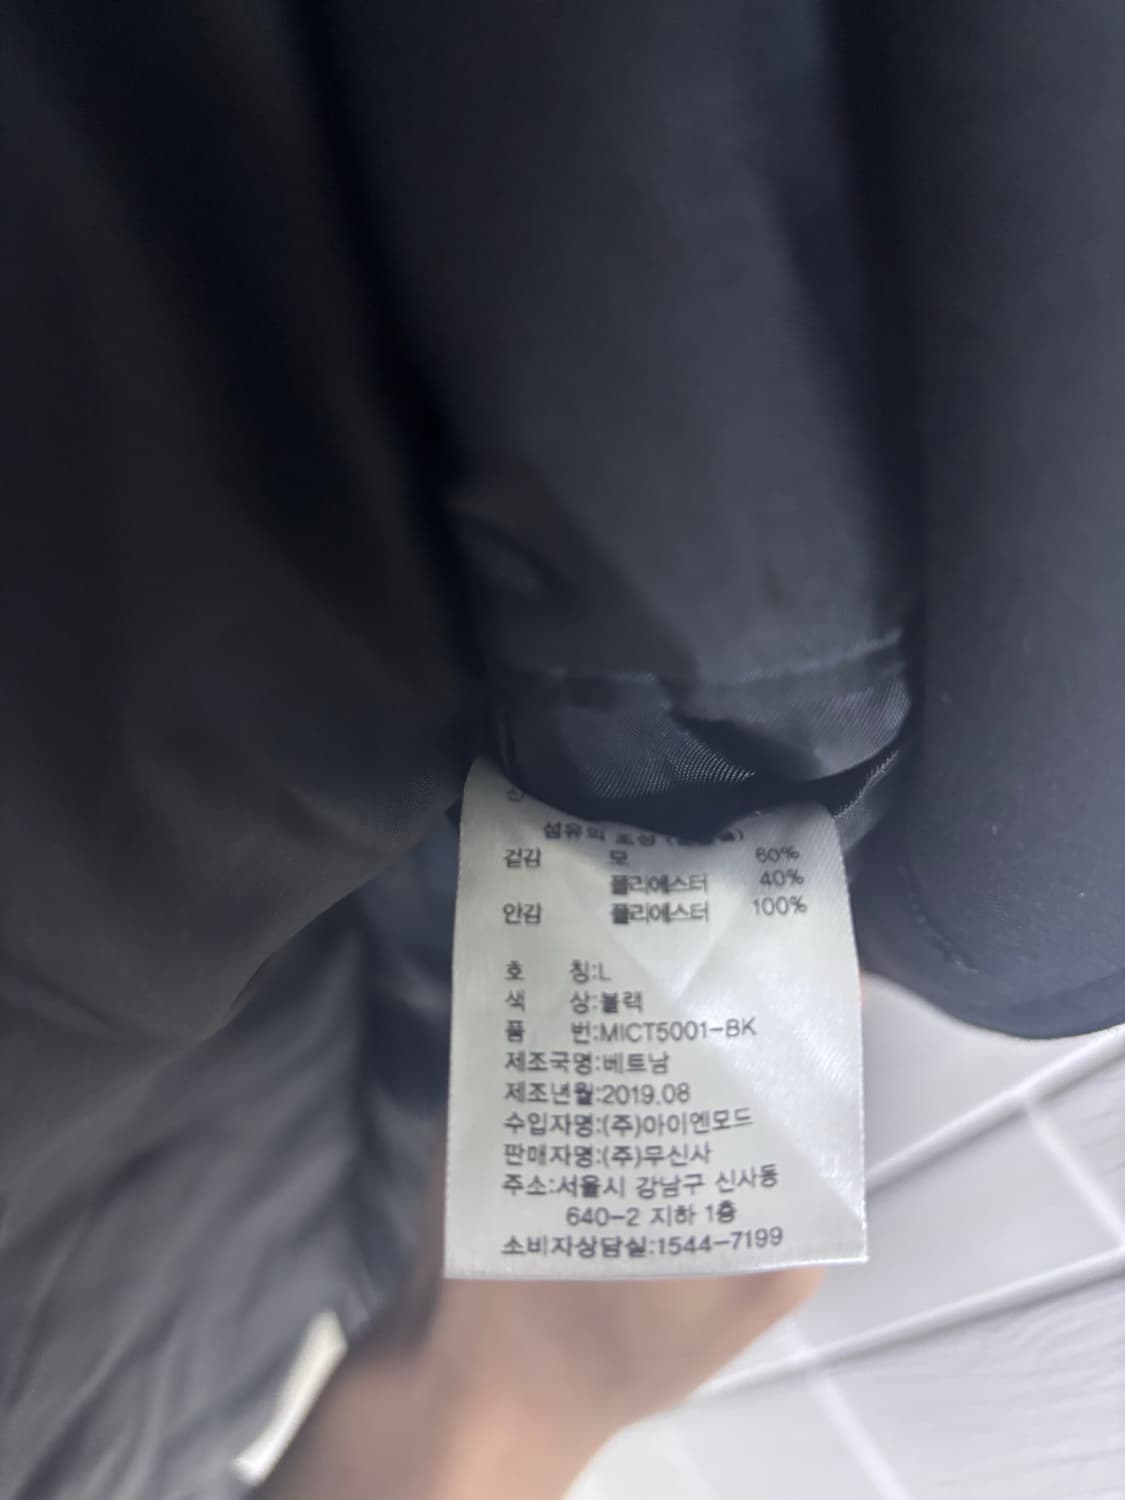 섬유의 조성
겉감 모 60%
폴리에스터 40%
안감 폴리에스터 100%
호 칭:L
색 상:블랙
품 번:MICT5001-BK
제조국명:베트남
제조년월:2019.08
수입자명:(주)아이엔모드
판매자명:(주)무신사
주소:서울시 강남구 신사동
640-2 지하 1층
소비자상담실:1544-7199